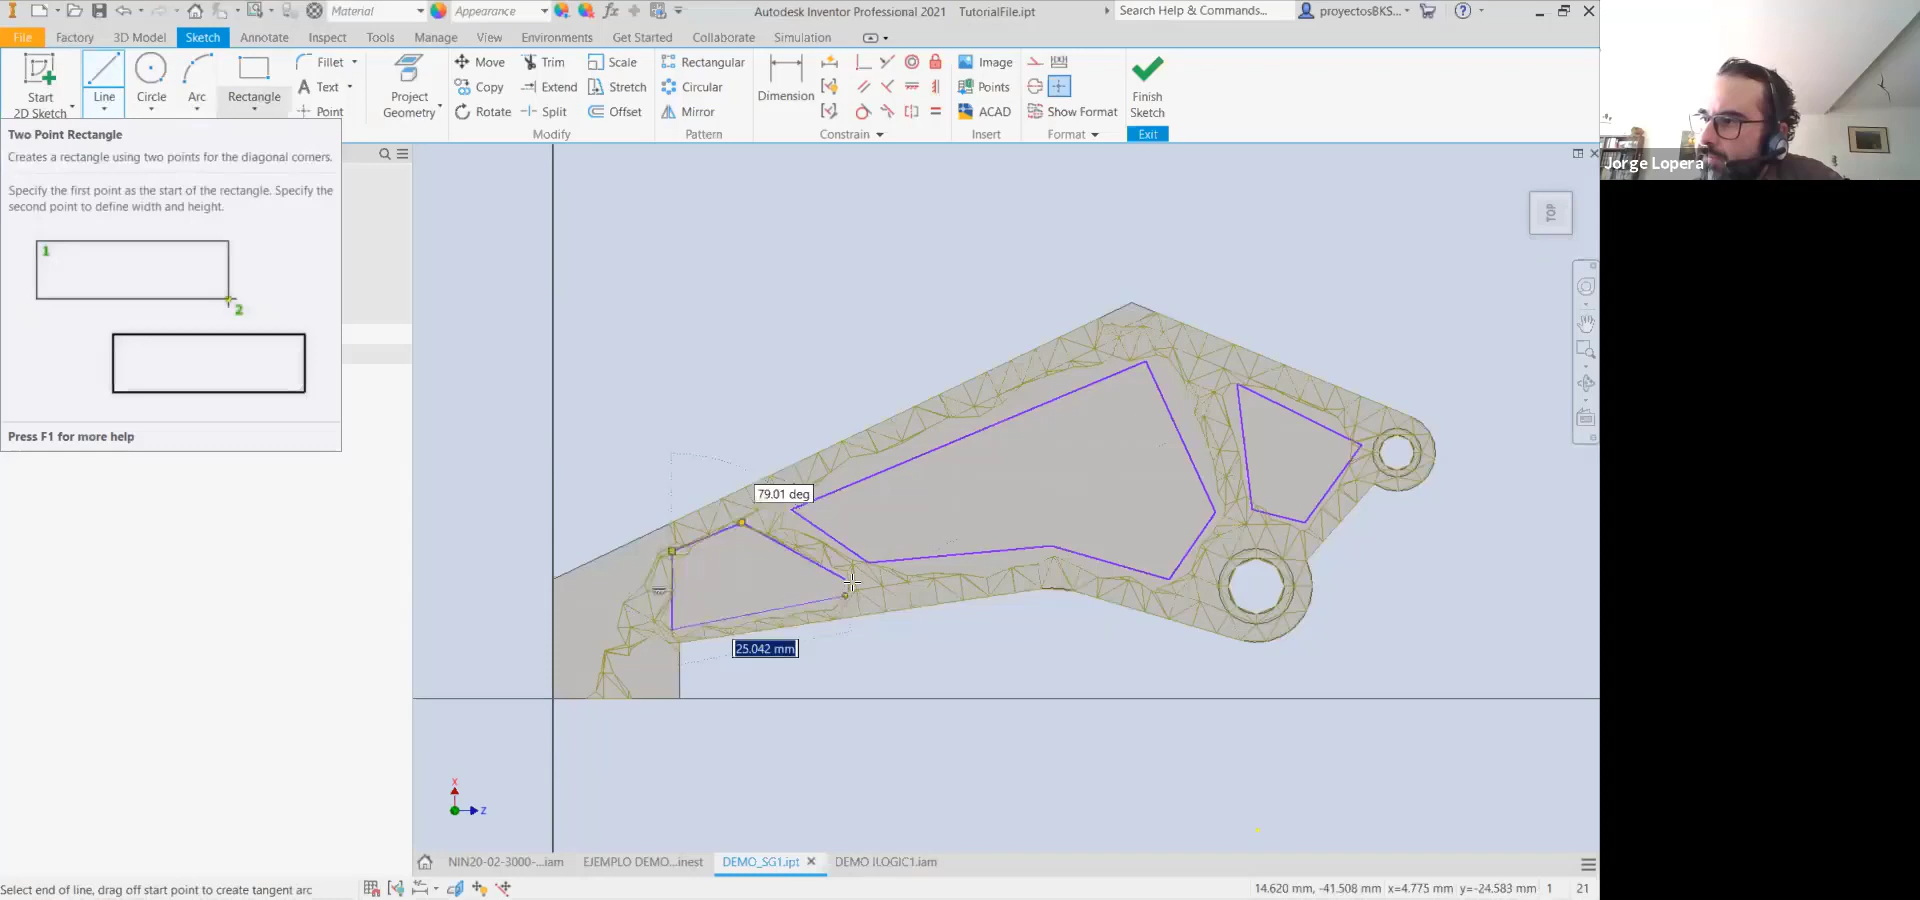 Material
Appearance
Autodesk Inventor Professional 2021 TutorialFile.ipt
Search Help & Commands...
proyectosBKS...
File
Factory
3D Model
Sketch
Annotate
Inspect
Tools
Manage
View
Environments
Get Started
Collaborate
Simulation
Start
2D Sketch
Line
Circle
Arc
Rectangle
Fillet
Text
Point
Project
Geometry
Move
Copy
Rotate
Trim
Extend
Split
Scale
Stretch
Offset
Modify
Rectangular
Circular
Mirror
Pattern
Dimension
Constrain
Image
Points
ACAD
Insert
Show Format
Format
Finish
Sketch
Exit
Two Point Rectangle
Creates a rectangle using two points for the diagonal corners.
Specify the first point as the start of the rectangle. Specify the
second point to define width and height.
1
2
Press F1 for more help
Jorge Lopera
TOP
79.01 deg
25.042 mm
X
Z
NIN20-02-3000-...iam
EJEMPLO DEMO...inest
DEMO_SG1.ipt
DEMO ILOGIC1.iam
Select end of line, drag off start point to create tangent arc
14.620 mm, -41.508 mm x=4.775 mm y=-24.583 mm 1 21